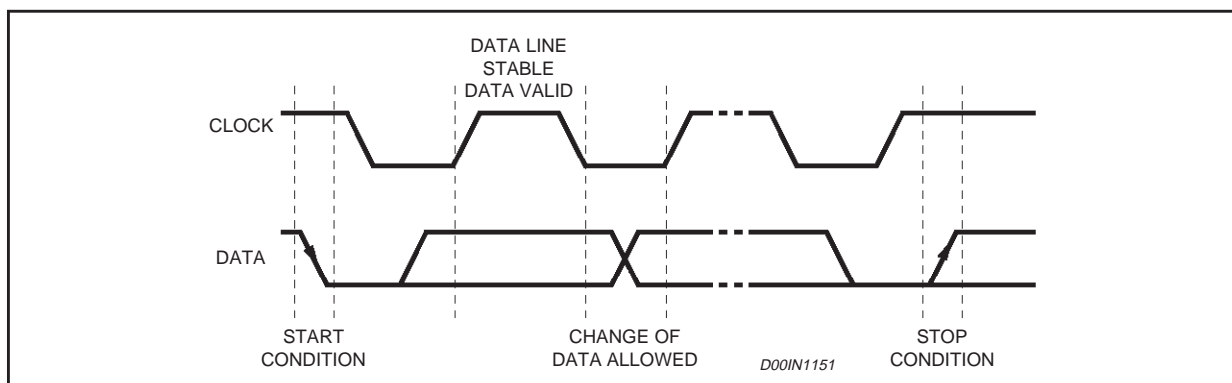 DATA LINE
STABLE
DATA VALID
CLOCK
DATA
START
CONDITION
CHANGE OF
DATA ALLOWED
STOP
CONDITION
D00IN1151